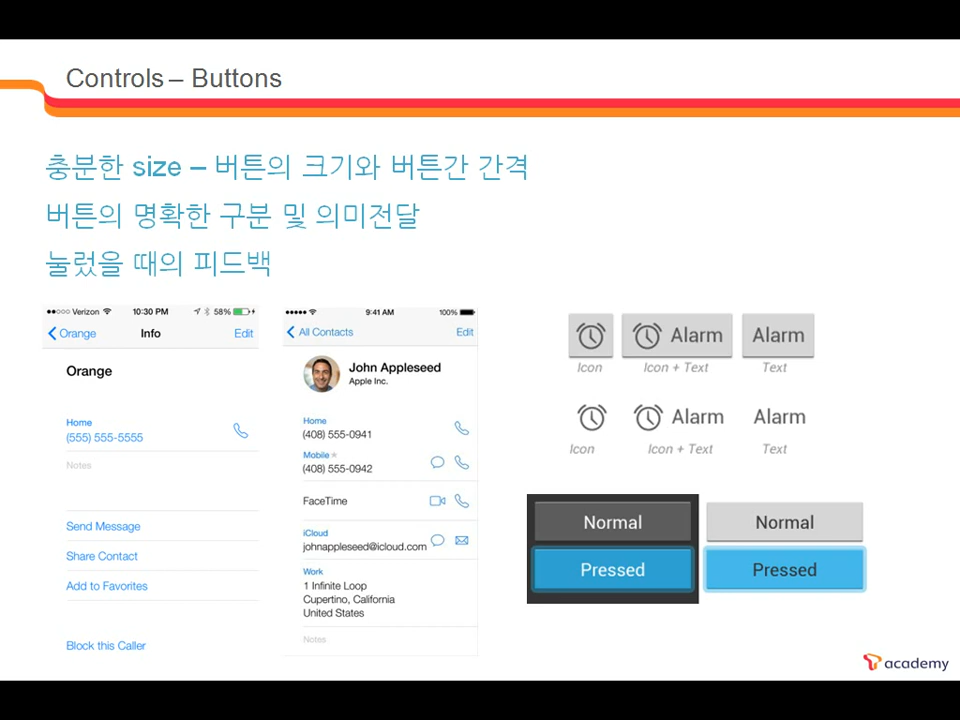 Controls – Buttons
충분한 size – 버튼의 크기와 버튼간 간격
버튼의 명확한 구분 및 의미전달
눌렀을 때의 피드백
Verizon 10:30 PM 58%
Orange Info Edit
Orange
Home
(555) 555-5555
Notes
Send Message
Share Contact
Add to Favorites
Block this Caller
9:41 AM 100%
All Contacts Edit
John Appleseed
Apple Inc.
Home
(408) 555-0941
Mobile ★
(408) 555-0942
FaceTime
iCloud
johnappleseed@icloud.com
Work
1 Infinite Loop
Cupertino, California
United States
Notes
Alarm Alarm
Icon Icon + Text Text
Alarm Alarm
Icon Icon + Text Text
Normal Normal
Pressed Pressed
T academy